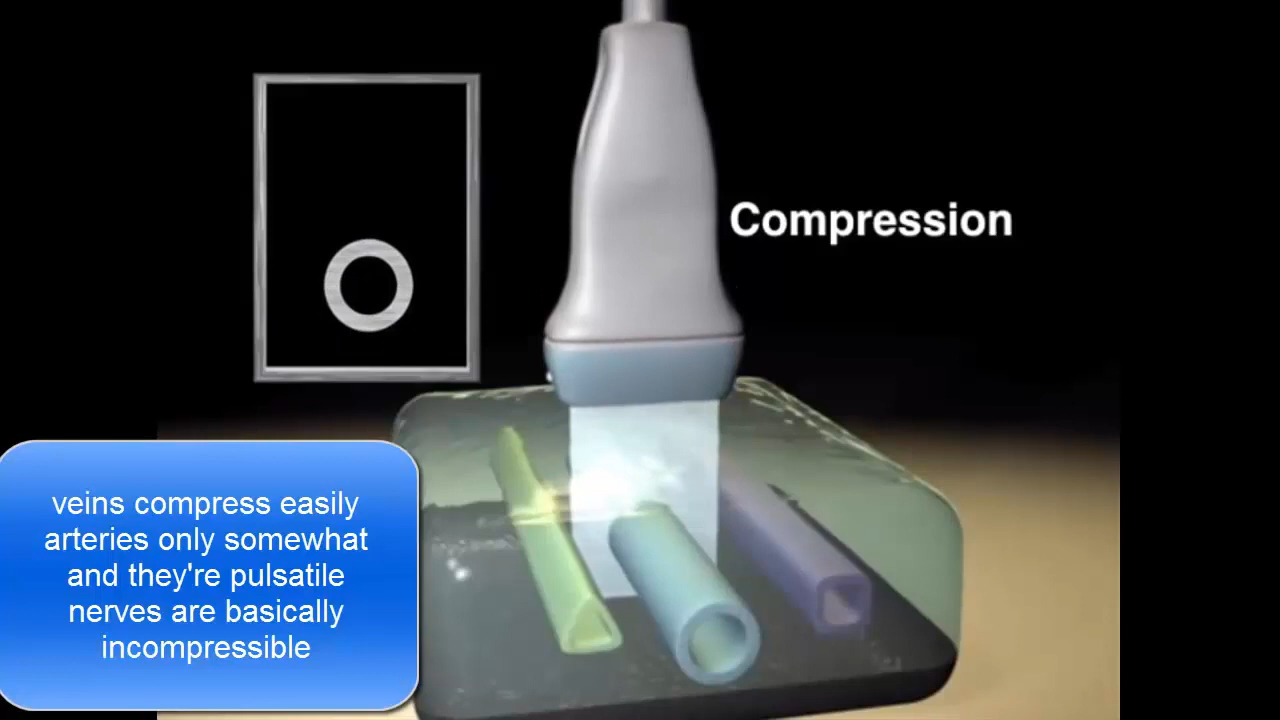 Compression
veins compress easily
arteries only somewhat
and they're pulsatile
nerves are basically
incompressible